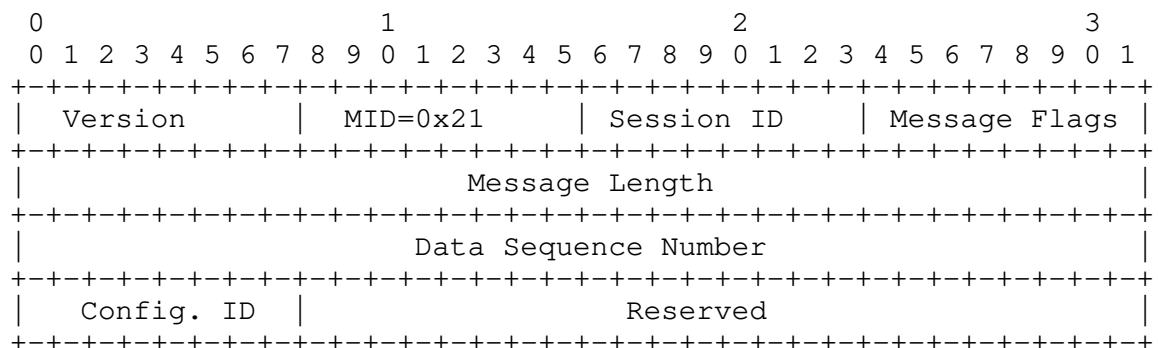 0                   1                   2                   3
 0 1 2 3 4 5 6 7 8 9 0 1 2 3 4 5 6 7 8 9 0 1 2 3 4 5 6 7 8 9 0 1
+-+-+-+-+-+-+-+-+-+-+-+-+-+-+-+-+-+-+-+-+-+-+-+-+-+-+-+-+-+-+-+-+
|   Version     |  MID=0x21     | Session ID    | Message Flags |
+-+-+-+-+-+-+-+-+-+-+-+-+-+-+-+-+-+-+-+-+-+-+-+-+-+-+-+-+-+-+-+-+
|                         Message Length                        |
+-+-+-+-+-+-+-+-+-+-+-+-+-+-+-+-+-+-+-+-+-+-+-+-+-+-+-+-+-+-+-+-+
|                      Data Sequence Number                     |
+-+-+-+-+-+-+-+-+-+-+-+-+-+-+-+-+-+-+-+-+-+-+-+-+-+-+-+-+-+-+-+-+
|    Config. ID |                  Reserved                     |
+-+-+-+-+-+-+-+-+-+-+-+-+-+-+-+-+-+-+-+-+-+-+-+-+-+-+-+-+-+-+-+-+